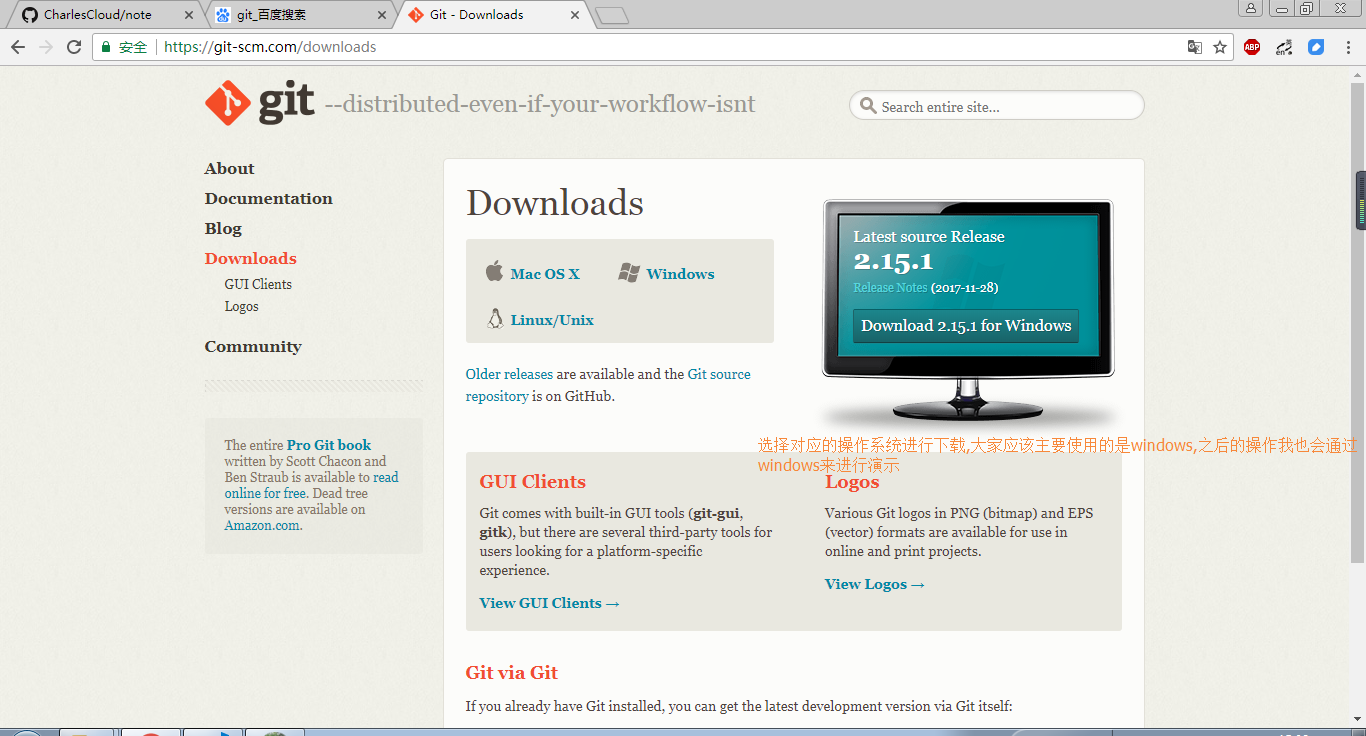 CharlesCloud/note
git_百度搜索
Git - Downloads
安全
https://git-scm.com/downloads
ABP
en
git --distributed-even-if-your-workflow-isnt
Search entire site...
About
Documentation
Blog
Downloads
GUI Clients
Logos
Community
The entire Pro Git book
written by Scott Chacon and
Ben Straub is available to read
online for free. Dead tree
versions are available on
Amazon.com.
Downloads
Mac OS X
Windows
Linux/Unix
Older releases are available and the Git source
repository is on GitHub.
Latest source Release
2.15.1
Release Notes (2017-11-28)
Download 2.15.1 for Windows
选择对应的操作系统进行下载,大家应该主要使用的是windows,之后的操作我也会通过
windows来进行演示
GUI Clients
Git comes with built-in GUI tools (git-gui,
gitk), but there are several third-party tools for
users looking for a platform-specific
experience.
View GUI Clients →
Logos
Various Git logos in PNG (bitmap) and EPS
(vector) formats are available for use in
online and print projects.
View Logos →
Git via Git
If you already have Git installed, you can get the latest development version via Git itself: